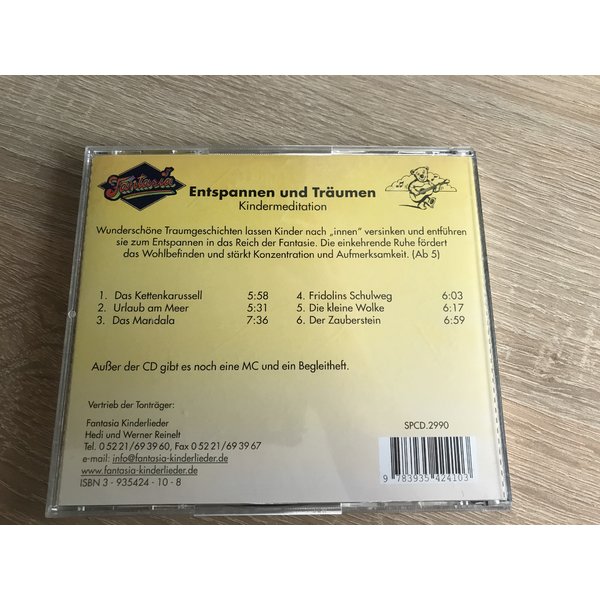 Fantasia
Entspannen und Träumen
Kindermeditation
Wunderschöne Traumgeschichten lassen Kinder nach „innen" versinken und entführen
sie zum Entspannen in das Reich der Fantasie. Die einkehrende Ruhe fördert
das Wohlbefinden und stärkt Konzentration und Aufmerksamkeit. (Ab 5)
1. Das Kettenkarussell 5:58
2. Urlaub am Meer 5:31
3. Das Mandala 7:36
4. Fridolins Schulweg 6:03
5. Die kleine Wolke 6:17
6. Der Zauberstein 6:59
Außer der CD gibt es noch eine MC und ein Begleitheft.
Vertrieb der Tonträger:
Fantasia Kinderlieder
Hedi und Werner Reinelt
Tel. 0 52 21/69 39 60, Fax 0 52 21/69 39 67
e-mail: info@fantasia-kinderlieder.de
www.fantasia-kinderlieder.de
ISBN 3 - 935424 - 10 - 8
SPCD.2990
9 783935 424103